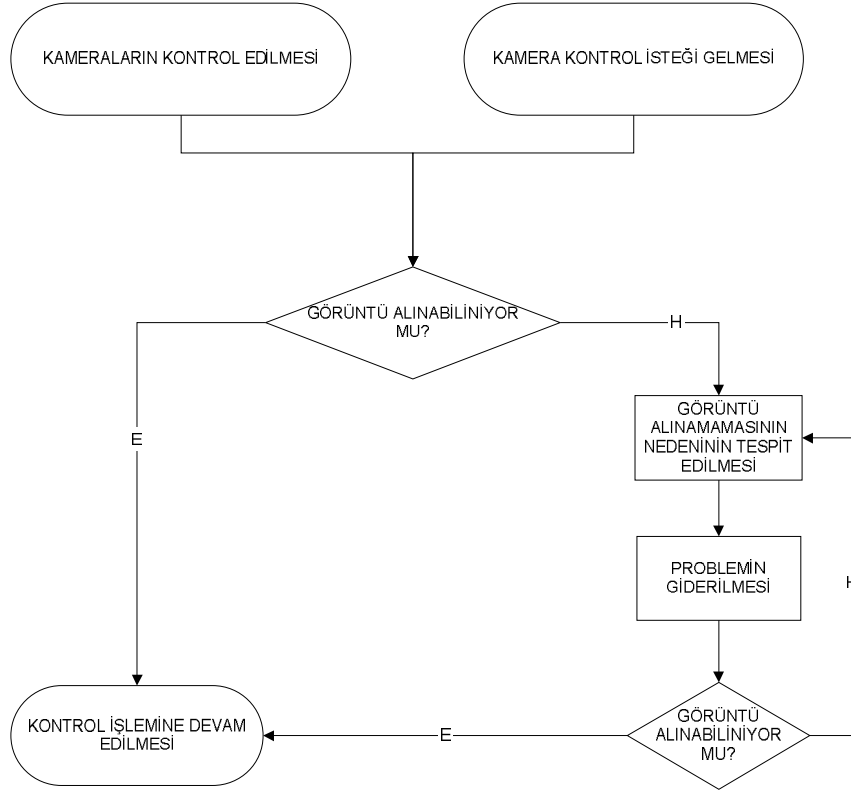 KAMERALARIN KONTROL EDİLMESİ
KAMERA KONTROL İSTEĞİ GELMESİ
GÖRÜNTÜ ALINABİLİNİYOR
MU?
H
GÖRÜNTÜ
ALINAMAMASININ
NEDENİNİN TESPİT
EDİLMESİ
E
PROBLEMİN
GİDERİLMESİ
H
KONTROL İŞLEMİNE DEVAM
EDİLMESİ
E
GÖRÜNTÜ
ALINABİLİNİYOR
MU?